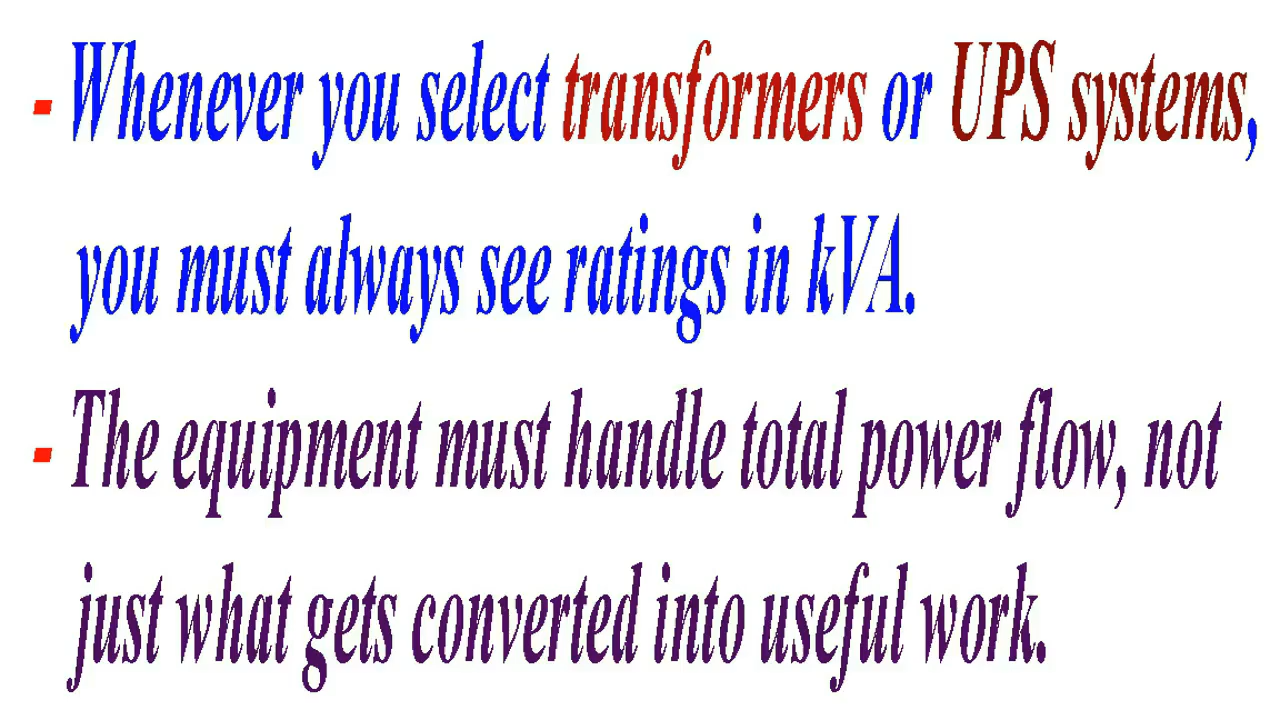 - Whenever you select transformers or UPS systems,
you must always see ratings in kVA.
- The equipment must handle total power flow, not
just what gets converted into useful work.